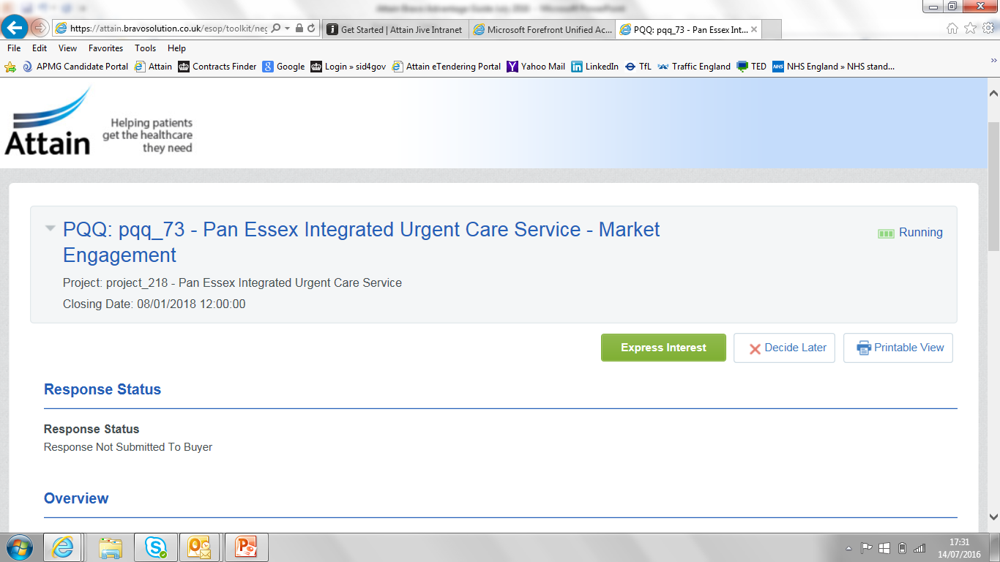 Attain Bravo Advantage Guide July 2016 - Microsoft PowerPoint
https://attain.bravosolution.co.uk/esop/toolkit/neg
Get Started | Attain Jive Intranet
Microsoft Forefront Unified Ac...
PQQ: pqq_73 - Pan Essex Int...
File Edit View Favorites Tools Help
APMG Candidate Portal Attain Contracts Finder Google Login » sid4gov Attain eTendering Portal Yahoo Mail LinkedIn TfL Traffic England TED NHS England » NHS stand...
Attain
Helping patients
get the healthcare
they need
PQQ: pqq_73 - Pan Essex Integrated Urgent Care Service - Market
Engagement
Running
Project: project_218 - Pan Essex Integrated Urgent Care Service
Closing Date: 08/01/2018 12:00:00
Express Interest
Decide Later
Printable View
Response Status
Response Status
Response Not Submitted To Buyer
Overview
17:31
14/07/2016